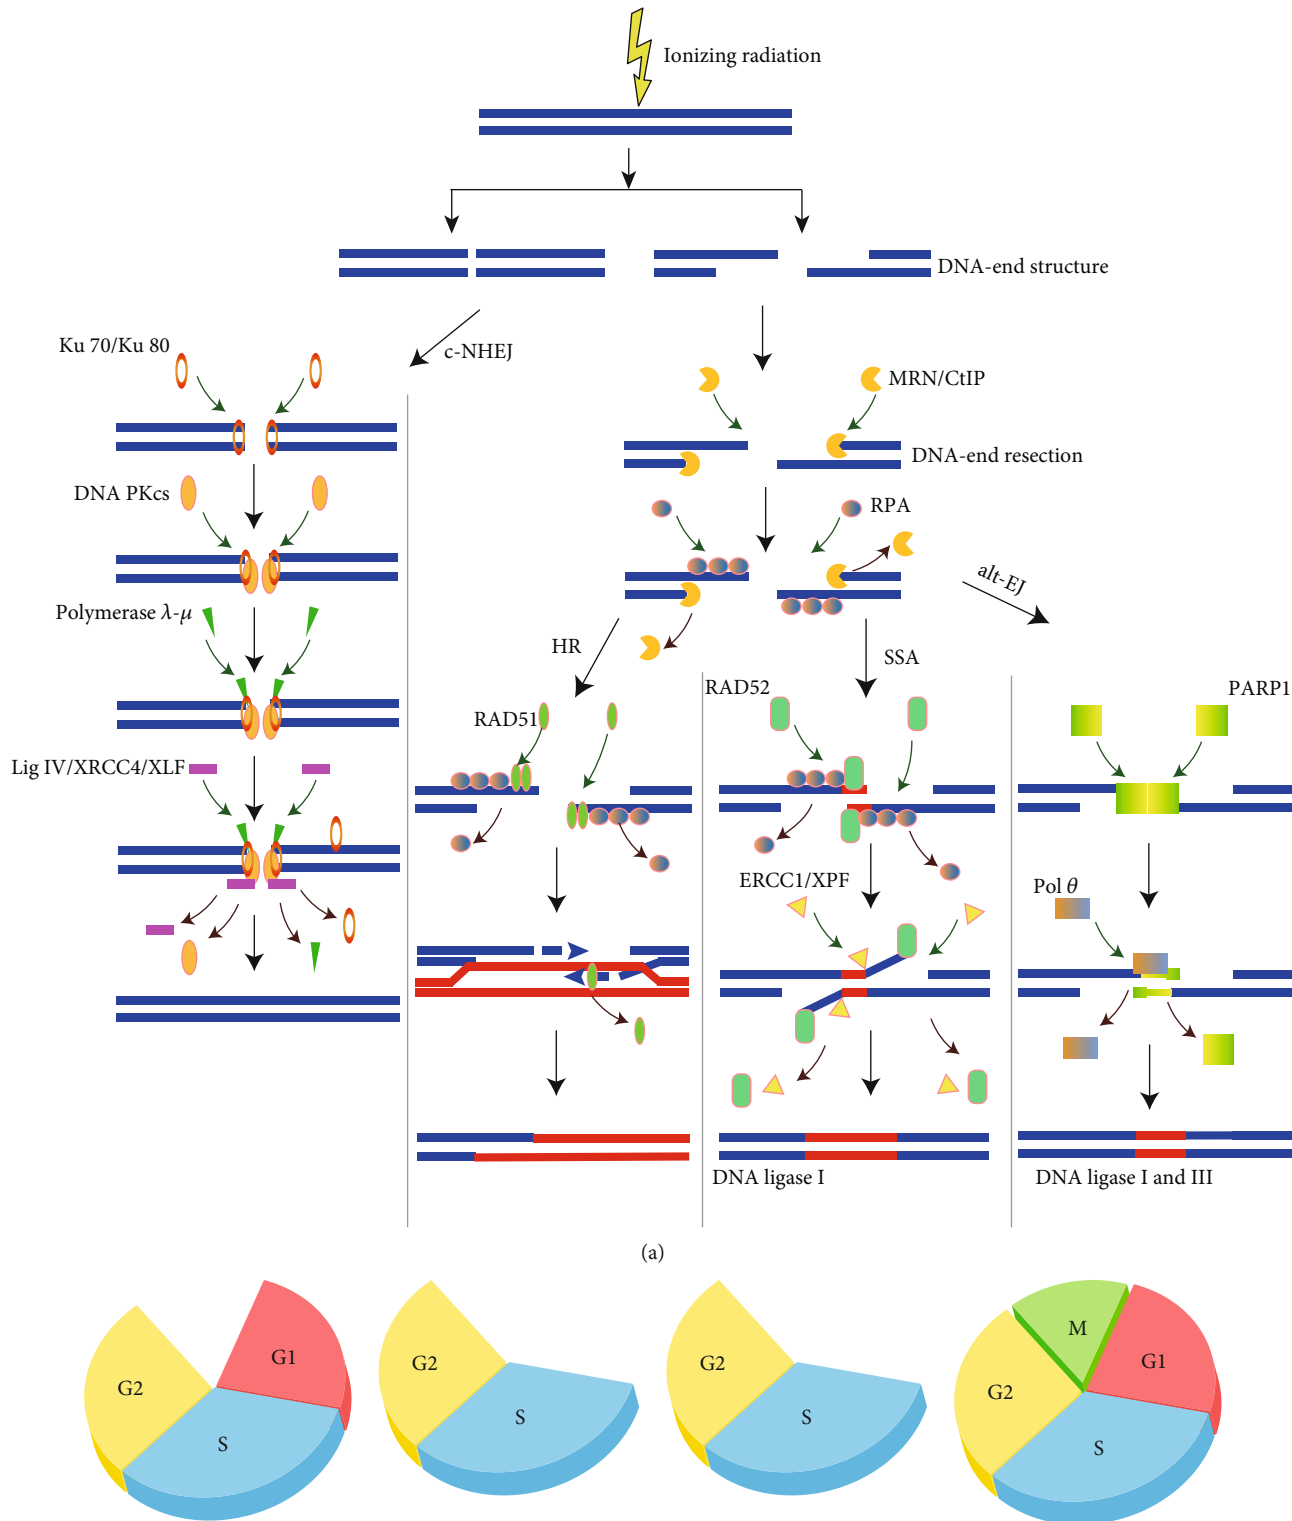 Ionizing radiation
DNA-end structure
Ku 70/Ku 80
c-NHEJ
MRN/CtIP
DNA-end resection
DNA PKcs
RPA
alt-EJ
Polymerase λ-μ
HR
SSA
RAD52
PARP1
RAD51
Lig IV/XRCC4/XLF
ERCC1/XPF
Pol θ
DNA ligase I
DNA ligase I and III
(a)
G1
G2
S
G2
S
G2
S
M
G1
G2
S